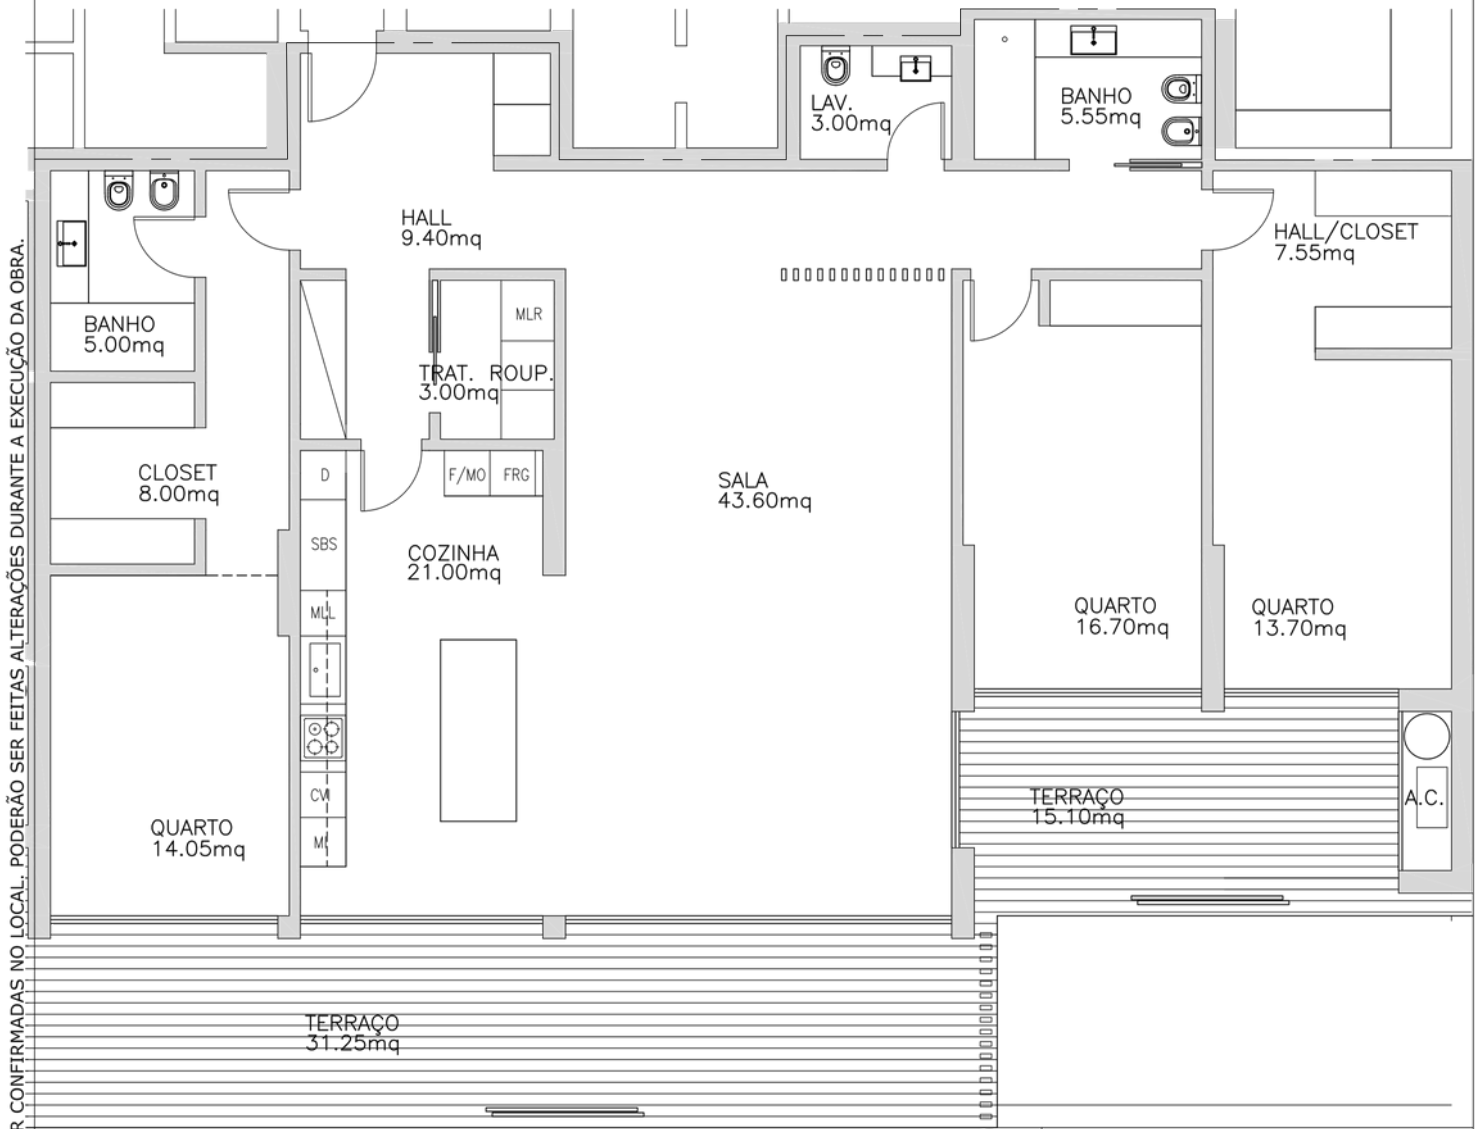 LAV.
3.00mq
BANHO
5.55mq
HALL
9.40mq
HALL/CLOSET
7.55mq
BANHO
5.00mq
MLR
TRAT. ROUP.
3.00mq
CLOSET
8.00mq
D
F/MO
FRG
SALA
43.60mq
SBS
COZINHA
21.00mq
MLL
QUARTO
16.70mq
QUARTO
13.70mq
QUARTO
14.05mq
CV
TERRAÇO
15.10mq
A.C.
TERRAÇO
31.25mq
R CONFIRMADAS NO LOCAL. PODERÃO SER FEITAS ALTERAÇÕES DURANTE A EXECUÇÃO DA OBRA.